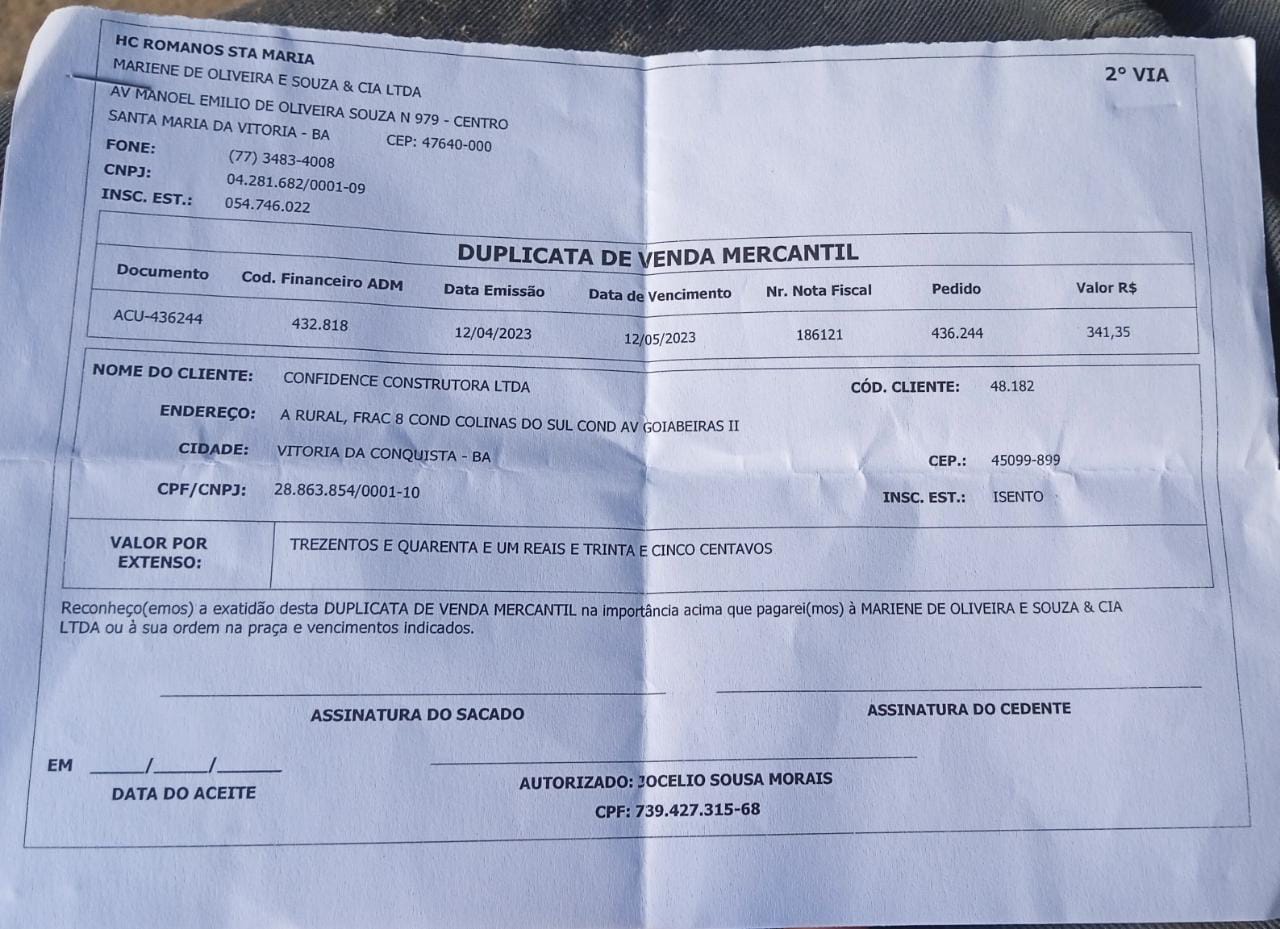 HC ROMANOS STA MARIA
2° VIA
MARIENE DE OLIVEIRA E SOUZA & CIA LTDA
AV MANOEL EMILIO DE OLIVEIRA SOUZA N 979 - CENTRO
SANTA MARIA DA VITORIA - BA CEP: 47640-000
FONE: (77) 3483-4008
CNPJ: 04.281.682/0001-09
INSC. EST.: 054.746.022
DUPLICATA DE VENDA MERCANTIL
Documento Cod. Financeiro ADM Data Emissão Data de Vencimento Nr. Nota Fiscal Pedido Valor R$
ACU-436244 432.818 12/04/2023 12/05/2023 186121 436.244 341,35
NOME DO CLIENTE: CONFIDENCE CONSTRUTORA LTDA CÓD. CLIENTE: 48.182
ENDEREÇO: A RURAL, FRAC 8 COND COLINAS DO SUL COND AV GOIABEIRAS II
CIDADE: VITORIA DA CONQUISTA - BA CEP.: 45099-899
CPF/CNPJ: 28.863.854/0001-10 INSC. EST.: ISENTO
VALOR POR EXTENSO: TREZENTOS E QUARENTA E UM REAIS E TRINTA E CINCO CENTAVOS
Reconheço(emos) a exatidão desta DUPLICATA DE VENDA MERCANTIL na importância acima que pagarei(mos) à MARIENE DE OLIVEIRA E SOUZA & CIA
LTDA ou à sua ordem na praça e vencimentos indicados.
ASSINATURA DO SACADO ASSINATURA DO CEDENTE
EM ____/____/____
DATA DO ACEITE
AUTORIZADO: JOCELIO SOUSA MORAIS
CPF: 739.427.315-68